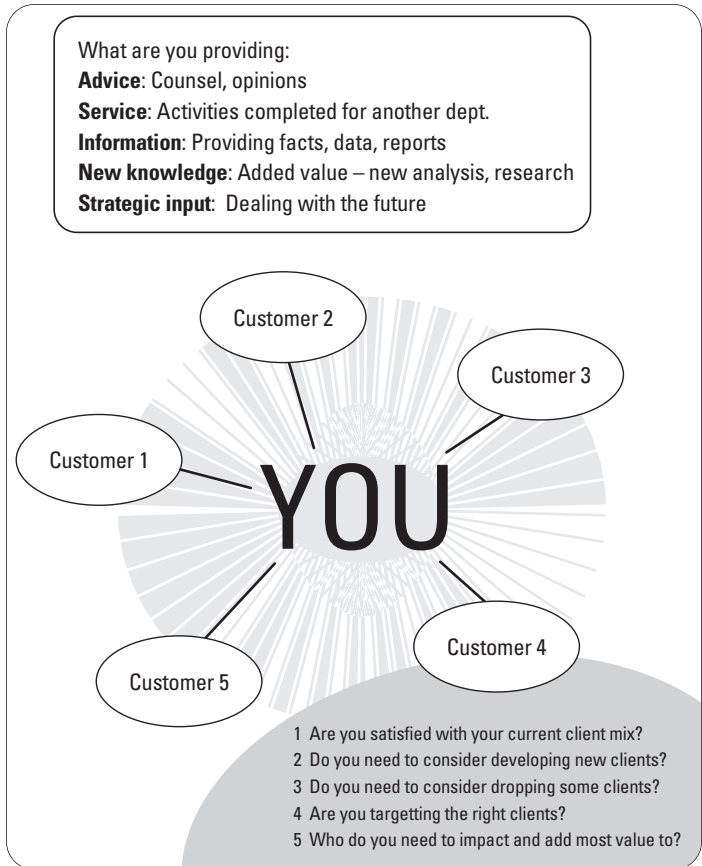 What are you providing:
Advice: Counsel, opinions
Service: Activities completed for another dept.
Information: Providing facts, data, reports
New knowledge: Added value – new analysis, research
Strategic input: Dealing with the future
Customer 2
Customer 3
Customer 1
YOU
Customer 4
Customer 5
1 Are you satisfied with your current client mix?
2 Do you need to consider developing new clients?
3 Do you need to consider dropping some clients?
4 Are you targetting the right clients?
5 Who do you need to impact and add most value to?